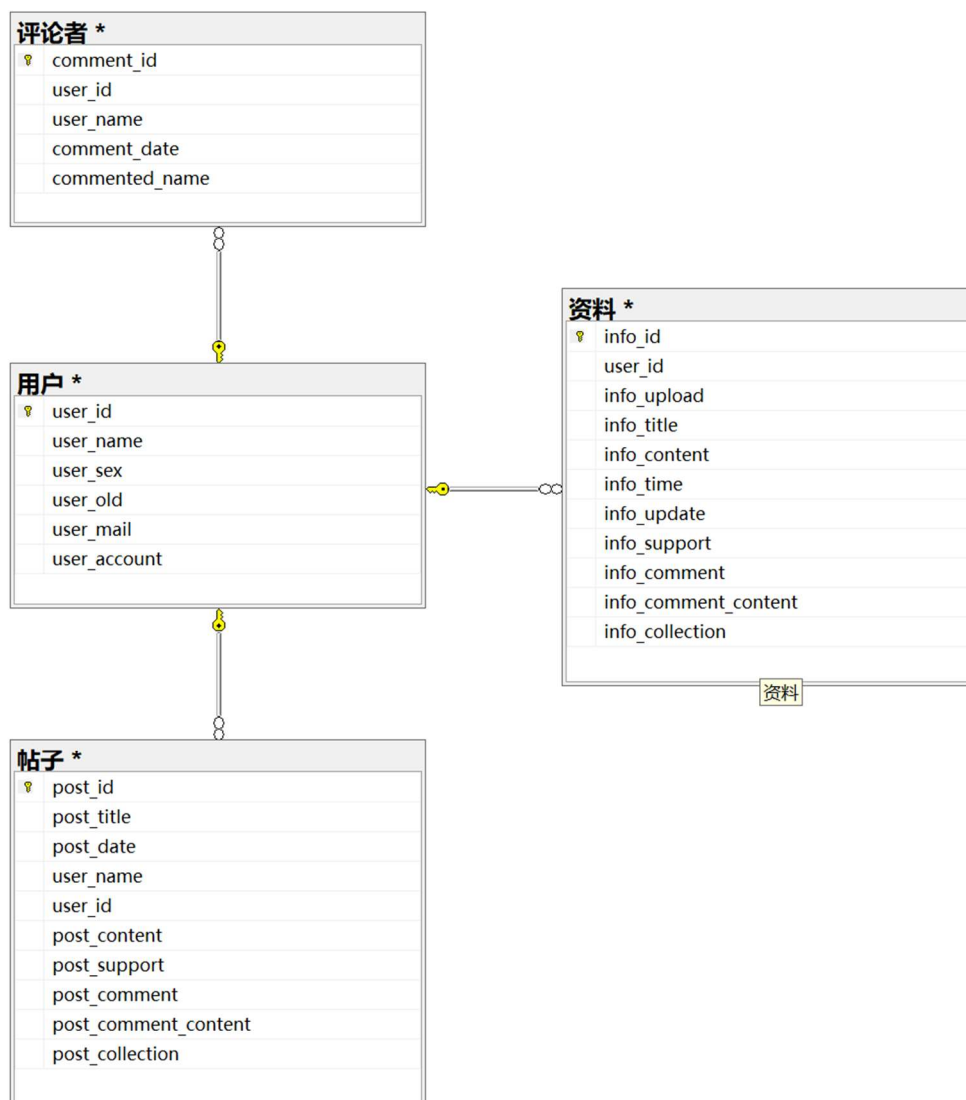 评论者 *
comment_id
user_id
user_name
comment_date
commented_name
用户 *
user_id
user_name
user_sex
user_old
user_mail
user_account
资料 *
info_id
user_id
info_upload
info_title
info_content
info_time
info_update
info_support
info_comment
info_comment_content
info_collection
资料
帖子 *
post_id
post_title
post_date
user_name
user_id
post_content
post_support
post_comment
post_comment_content
post_collection